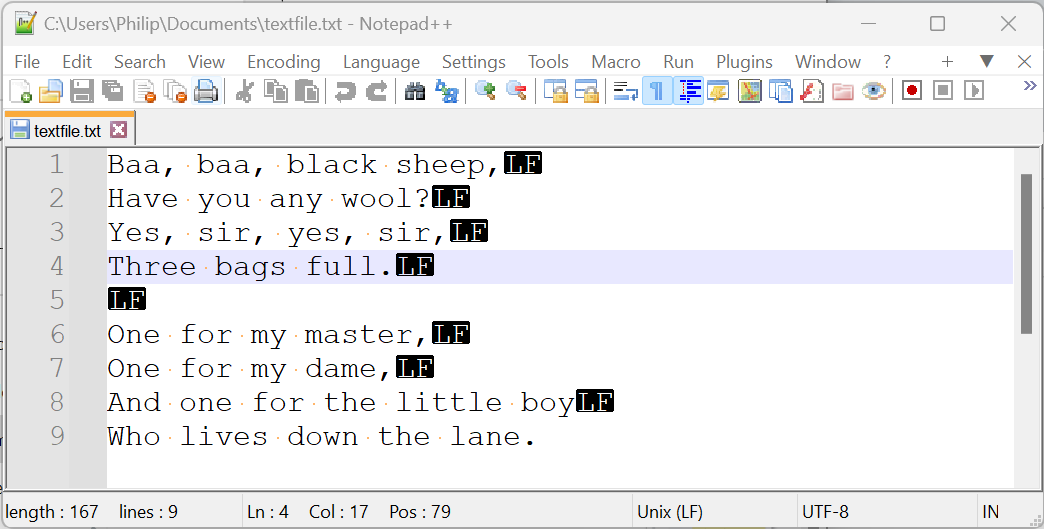 C:\Users\Philip\Documents\textfile.txt - Notepad++
File Edit Search View Encoding Language Settings Tools Macro Run Plugins Window ? + ▼ ×
textfile.txt
1 Baa, baa, black sheep,LF
2 Have you any wool?LF
3 Yes, sir, yes, sir,LF
4 Three bags full.LF
5 LF
6 One for my master,LF
7 One for my dame,LF
8 And one for the little boyLF
9 Who lives down the lane.
length : 167 lines : 9 Ln : 4 Col : 17 Pos : 79 Unix (LF) UTF-8 IN